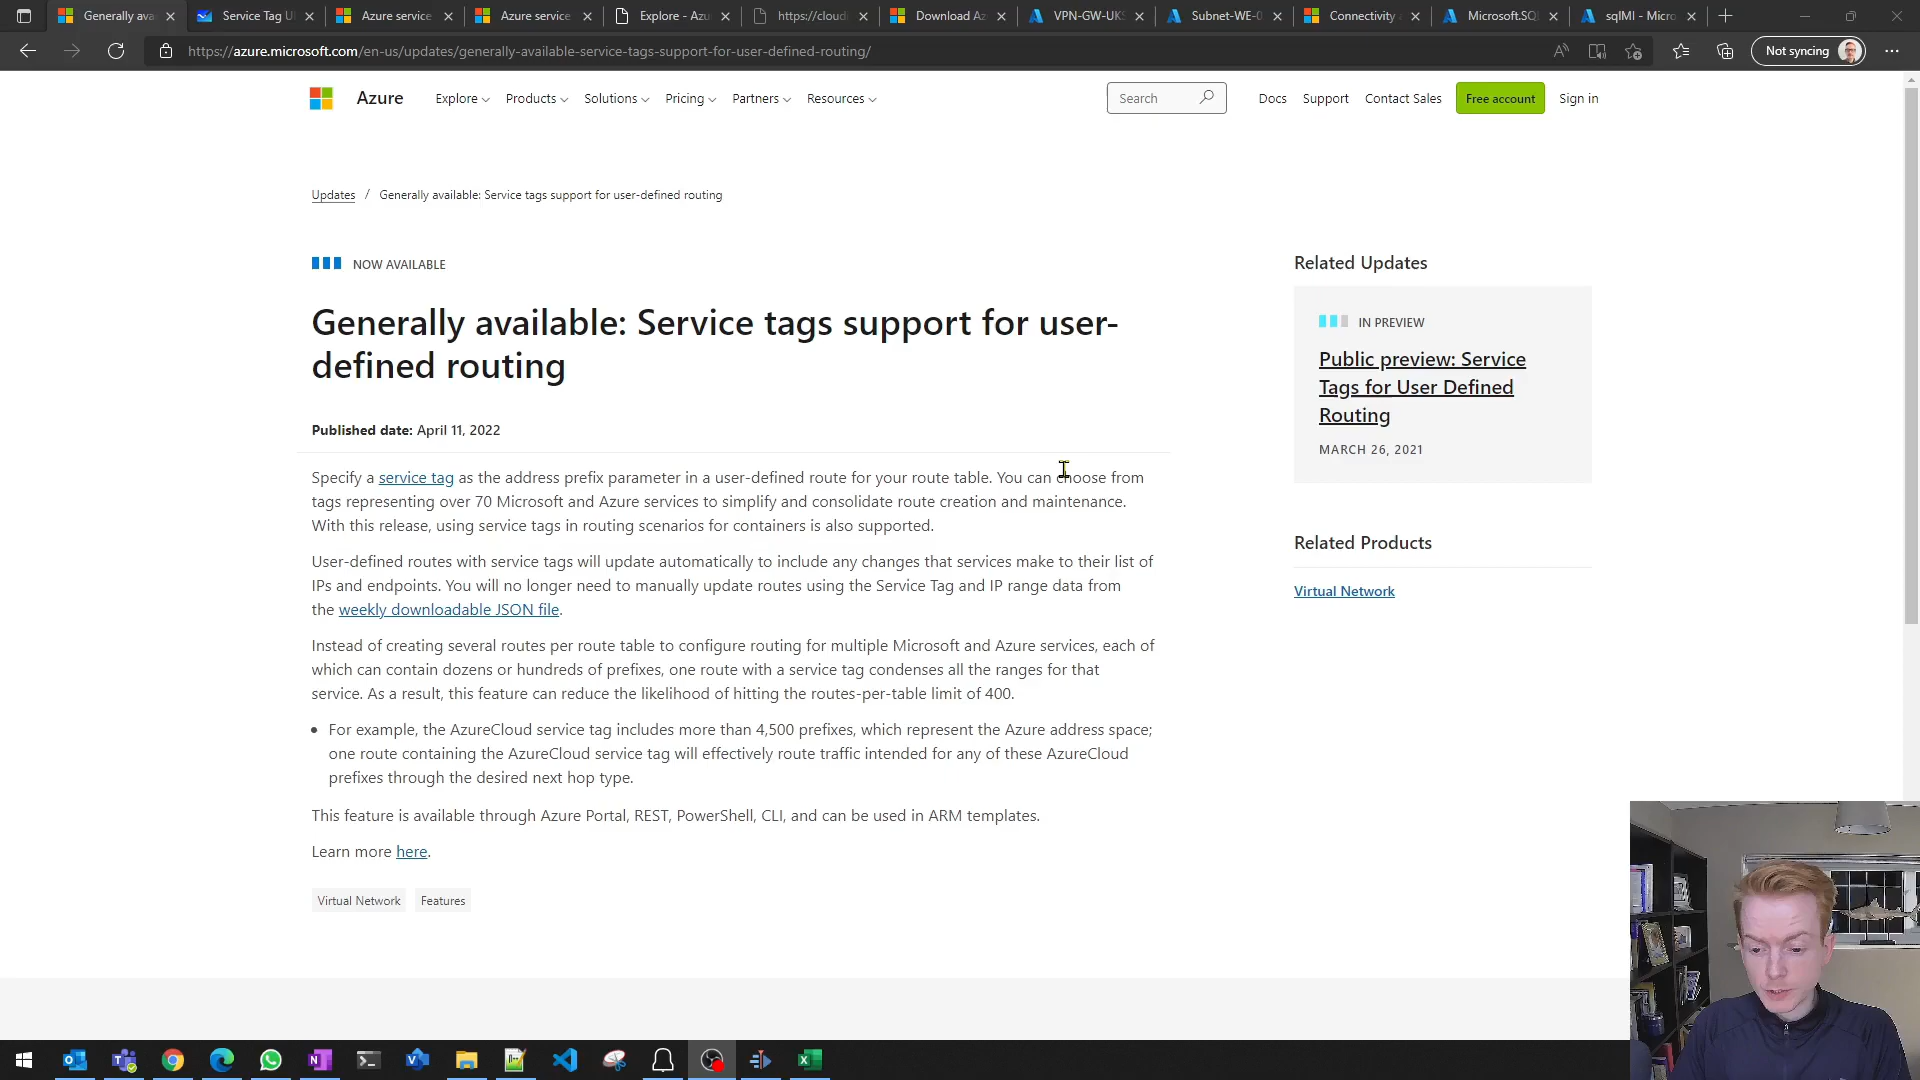 Generally ava
Service Tag U
Azure service
Azure service
Explore - Azu
https://cloud
Download Az
VPN-GW-UKS
Subnet-WE-0
Connectivity
Microsoft.SQ
sqlMI - Micro
https://azure.microsoft.com/en-us/updates/generally-available-service-tags-support-for-user-defined-routing/
Not syncing
Azure
Explore
Products
Solutions
Pricing
Partners
Resources
Search
Docs
Support
Contact Sales
Free account
Sign in
Updates / Generally available: Service tags support for user-defined routing
NOW AVAILABLE
Generally available: Service tags support for user-
defined routing
Published date: April 11, 2022
Specify a service tag as the address prefix parameter in a user-defined route for your route table. You can choose from
tags representing over 70 Microsoft and Azure services to simplify and consolidate route creation and maintenance.
With this release, using service tags in routing scenarios for containers is also supported.
User-defined routes with service tags will update automatically to include any changes that services make to their list of
IPs and endpoints. You will no longer need to manually update routes using the Service Tag and IP range data from
the weekly downloadable JSON file.
Instead of creating several routes per route table to configure routing for multiple Microsoft and Azure services, each of
which can contain dozens or hundreds of prefixes, one route with a service tag condenses all the ranges for that
service. As a result, this feature can reduce the likelihood of hitting the routes-per-table limit of 400.
• For example, the AzureCloud service tag includes more than 4,500 prefixes, which represent the Azure address space;
one route containing the AzureCloud service tag will effectively route traffic intended for any of these AzureCloud
prefixes through the desired next hop type.
This feature is available through Azure Portal, REST, PowerShell, CLI, and can be used in ARM templates.
Learn more here.
Virtual Network
Features
Related Updates
IN PREVIEW
Public preview: Service
Tags for User Defined
Routing
MARCH 26, 2021
Related Products
Virtual Network